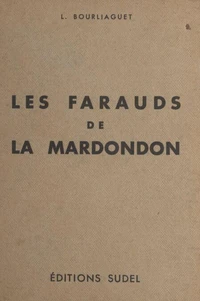 L. BOURLIAGUET
LES FARAUDS
DE
LA MARDONDON
ÉDITIONS SUDEL